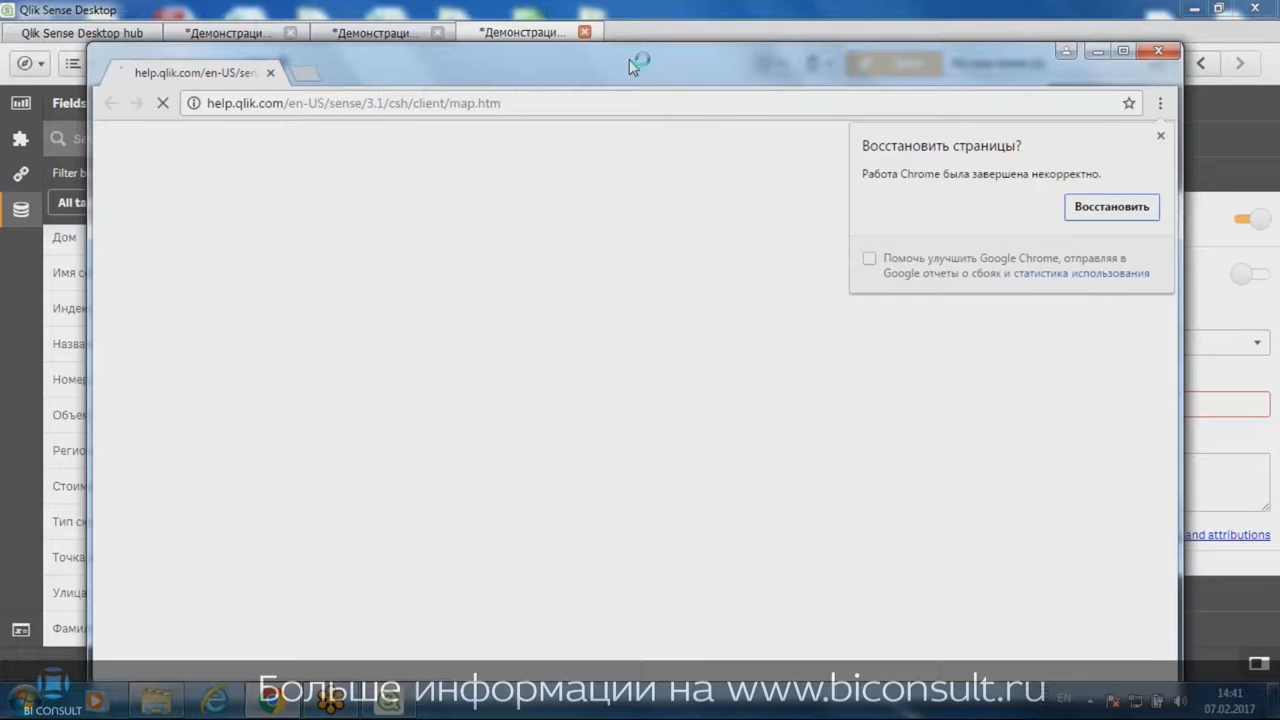 Qlik Sense Desktop
Qlik Sense Desktop hub
*Демонстраци...
*Демонстраци...
*Демонстраци...
help.qlik.com/en-US/sen
help.qlik.com/en-US/sense/3.1/csh/client/map.htm
Fields
Filter b
All ta
Дом
Имя с
Индек
Назва
Номер
Объем
Регио
Стоим
Тип ск
Точка
Улица
Фамил
Восстановить страницы?
Работа Chrome была завершена некорректно.
Восстановить
Помочь улучшить Google Chrome, отправляя в
Google отчеты о сбоях и статистика использования
and attributions
Больше информации на www.biconsult.ru
BI CONSULT
EN
14:41
07.02.2017